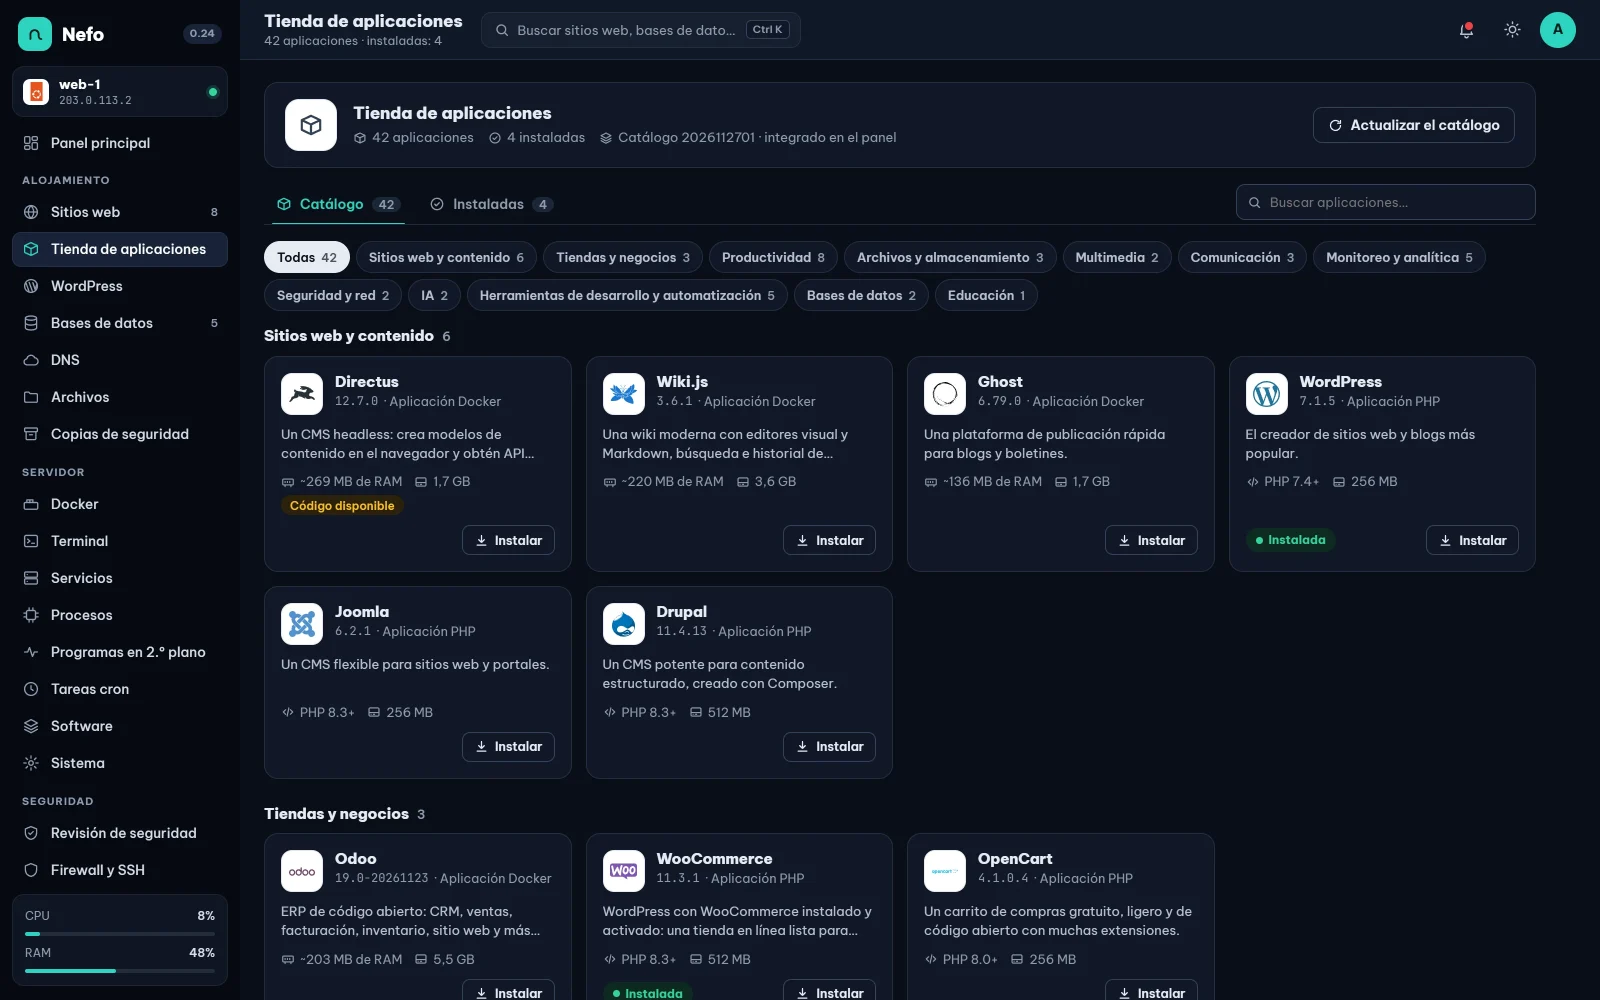 Nefo
0.24
web-1
203.0.113.2
Panel principal
ALOJAMIENTO
Sitios web 8
Tienda de aplicaciones
WordPress
Bases de datos 5
DNS
Archivos
Copias de seguridad
SERVIDOR
Docker
Terminal
Servicios
Procesos
Programas en 2.º plano
Tareas cron
Software
Sistema
SEGURIDAD
Revisión de seguridad
Firewall y SSH
CPU 8%
RAM 48%
Tienda de aplicaciones
42 aplicaciones · instaladas: 4
Buscar sitios web, bases de dato... Ctrl K
A
Tienda de aplicaciones
42 aplicaciones 4 instaladas Catálogo 2026112701 · integrado en el panel
Actualizar el catálogo
Catálogo 42 Instaladas 4
Buscar aplicaciones...
Todas 42 Sitios web y contenido 6 Tiendas y negocios 3 Productividad 8 Archivos y almacenamiento 3 Multimedia 2 Comunicación 3 Monitoreo y analítica 5
Seguridad y red 2 IA 2 Herramientas de desarrollo y automatización 5 Bases de datos 2 Educación 1
Sitios web y contenido 6
Directus
12.7.0 · Aplicación Docker
Un CMS headless: crea modelos de
contenido en el navegador y obtén API...
~269 MB de RAM 1,7 GB
Código disponible
Instalar
Wiki.js
3.6.1 · Aplicación Docker
Una wiki moderna con editores visual y
Markdown, búsqueda e historial de...
~220 MB de RAM 3,6 GB
Instalar
Ghost
6.79.0 · Aplicación Docker
Una plataforma de publicación rápida
para blogs y boletines.
~136 MB de RAM 1,7 GB
Instalar
WordPress
7.1.5 · Aplicación PHP
El creador de sitios web y blogs más
popular.
PHP 7.4+ 256 MB
Instalada
Instalar
Joomla
6.2.1 · Aplicación PHP
Un CMS flexible para sitios web y portales.
PHP 8.3+ 256 MB
Instalar
Drupal
11.4.13 · Aplicación PHP
Un CMS potente para contenido
estructurado, creado con Composer.
PHP 8.3+ 512 MB
Instalar
Tiendas y negocios 3
odoo
Odoo
19.0-20261123 · Aplicación Docker
ERP de código abierto: CRM, ventas,
facturación, inventario, sitio web y más...
~203 MB de RAM 5,5 GB
Instalar
Woo
WooCommerce
11.3.1 · Aplicación PHP
WordPress con WooCommerce instalado y
activado: una tienda en línea lista para...
PHP 8.3+ 512 MB
Instalada
Instalar
opencart
OpenCart
4.1.0.4 · Aplicación PHP
Un carrito de compras gratuito, ligero y de
código abierto con muchas extensiones.
PHP 8.0+ 256 MB
Instalar